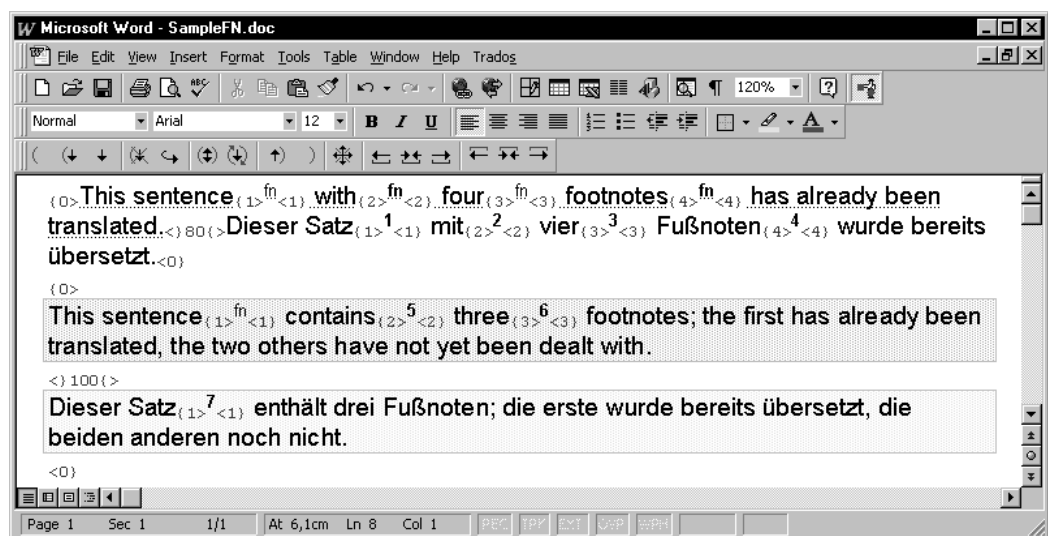 Microsoft Word - SampleFN.doc
File Edit View Insert Format Tools Table Window Help Trados
ABC ¶ 120%
Normal Arial 12 B I U A
{0>This sentence{1>fn<1} with{2>fn<2} four{3>fn<3} footnotes{4>fn<4} has already been
translated.<}80{>Dieser Satz{1>1<1} mit{2>2<2} vier{3>3<3} Fußnoten{4>4<4} wurde bereits
übersetzt.<0}
{0>
This sentence{1>fn<1} contains{2>5<2} three{3>6<3} footnotes; the first has already been
translated, the two others have not yet been dealt with.
<}100{>
Dieser Satz{1>7<1} enthält drei Fußnoten; die erste wurde bereits übersetzt, die
beiden anderen noch nicht.
<0}
Page 1 Sec 1 1/1 At 6,1cm Ln 8 Col 1 REC TRK EXT OVR WPH